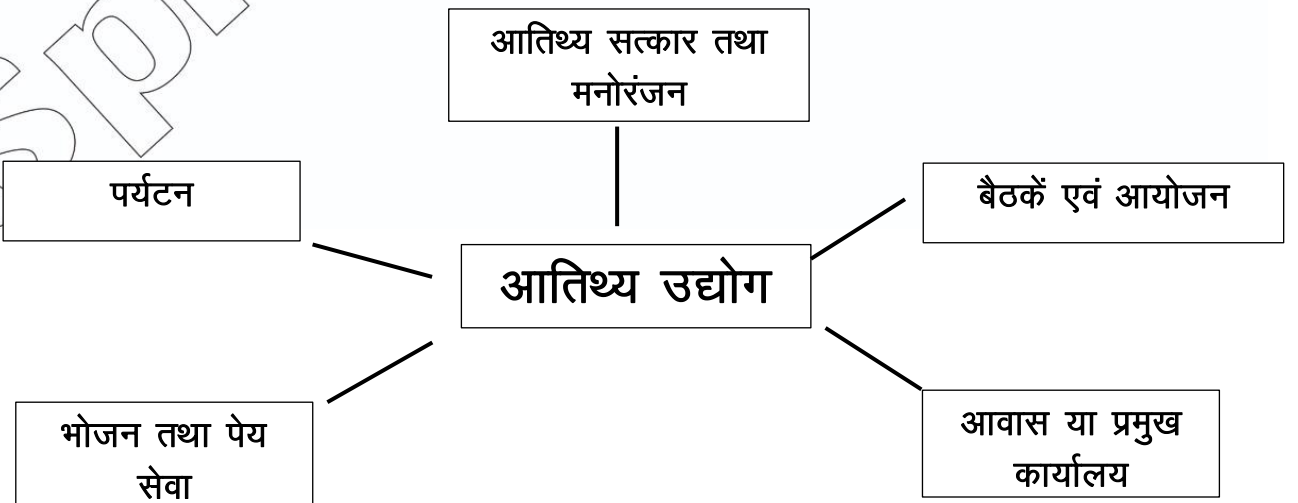 आतिथ्य सत्कार तथा
मनोरंजन
पर्यटन
बैठकें एवं आयोजन
आतिथ्य उद्योग
भोजन तथा पेय
सेवा
आवास या प्रमुख
कार्यालय